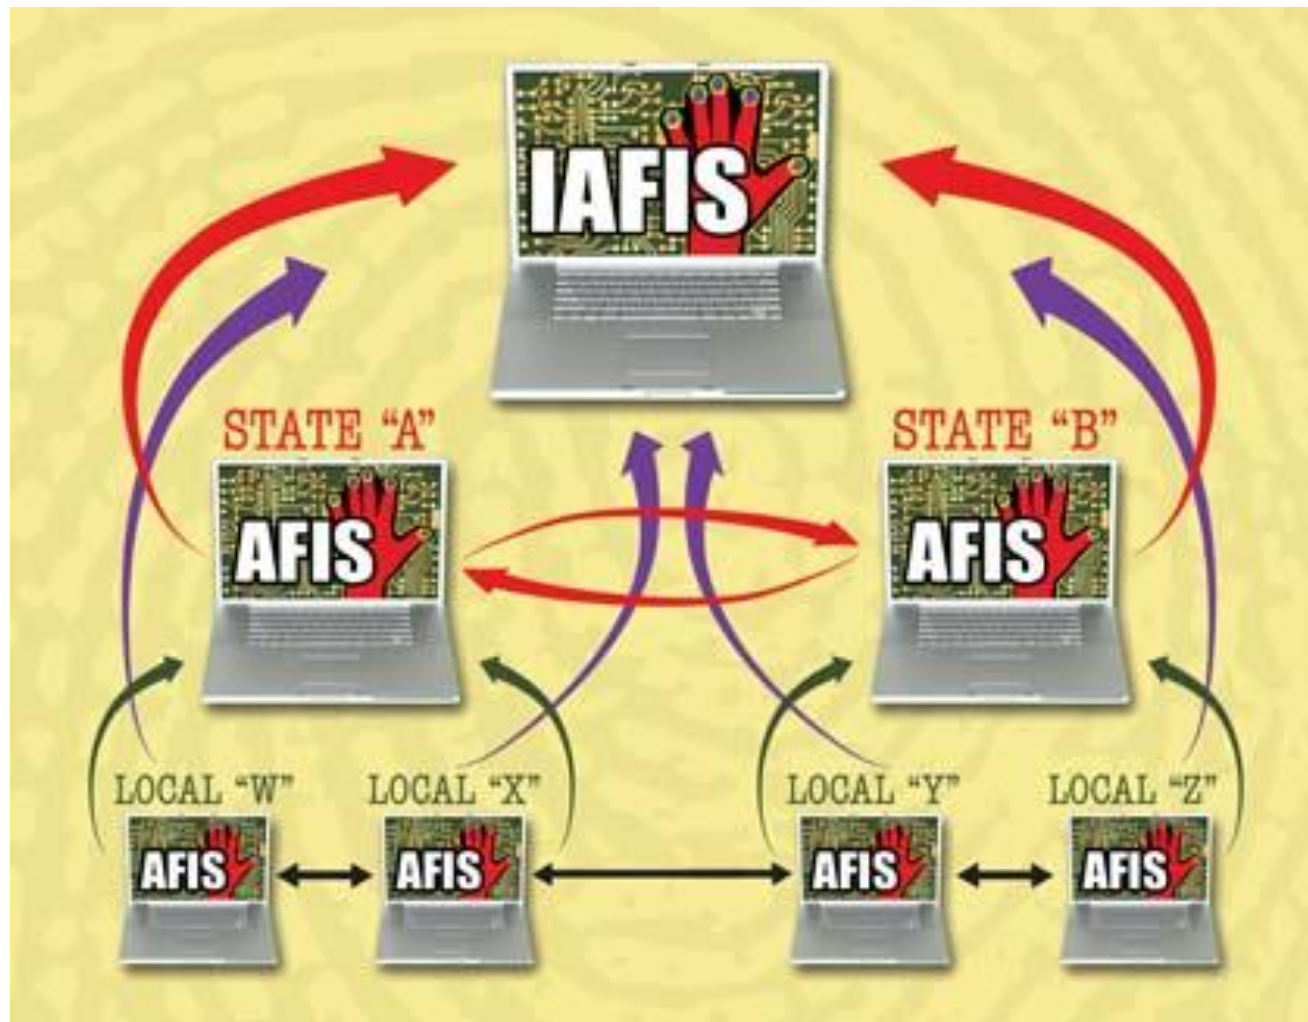 IAFIS
STATE “A”
STATE “B”
AFIS
AFIS
LOCAL “W”
LOCAL “X”
LOCAL “Y”
LOCAL “Z”
AFIS
AFIS
AFIS
AFIS